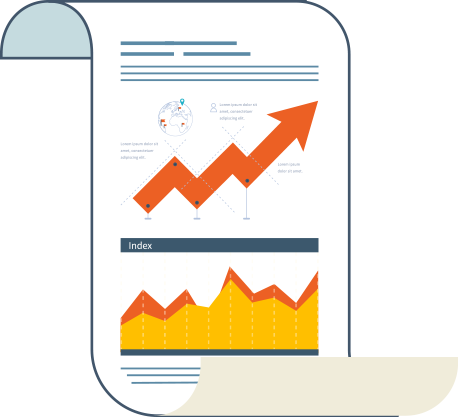 Lorem ipsum dolor sit
amet, consectetuer
adipiscing elit.
Lorem ipsum dolor sit
amet, consectetuer
adipiscing elit.
Lorem ipsum
dolor sit amet.
Index